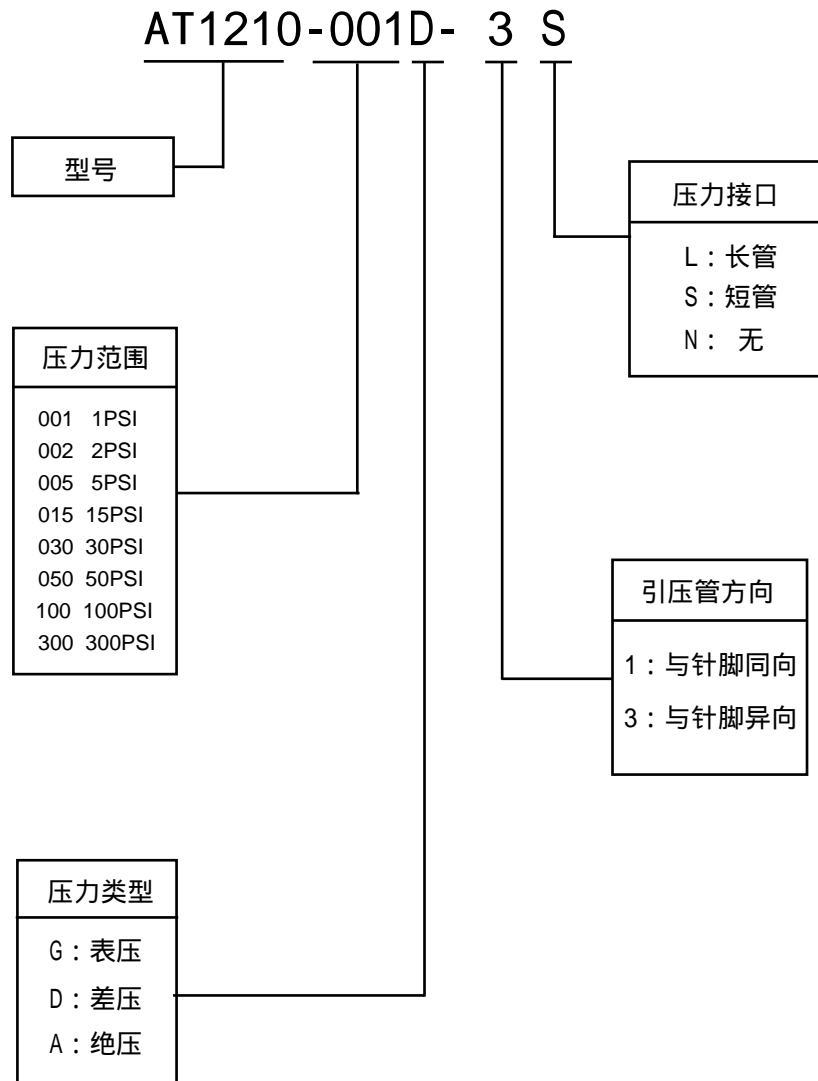 AT1210-001D- 3 S
型号
压力接口
L：长管
S：短管
N： 无
压力范围
001 1PSI
002 2PSI
005 5PSI
015 15PSI
030 30PSI
050 50PSI
100 100PSI
300 300PSI
引压管方向
1：与针脚同向
3：与针脚异向
压力类型
G：表压
D：差压
A：绝压